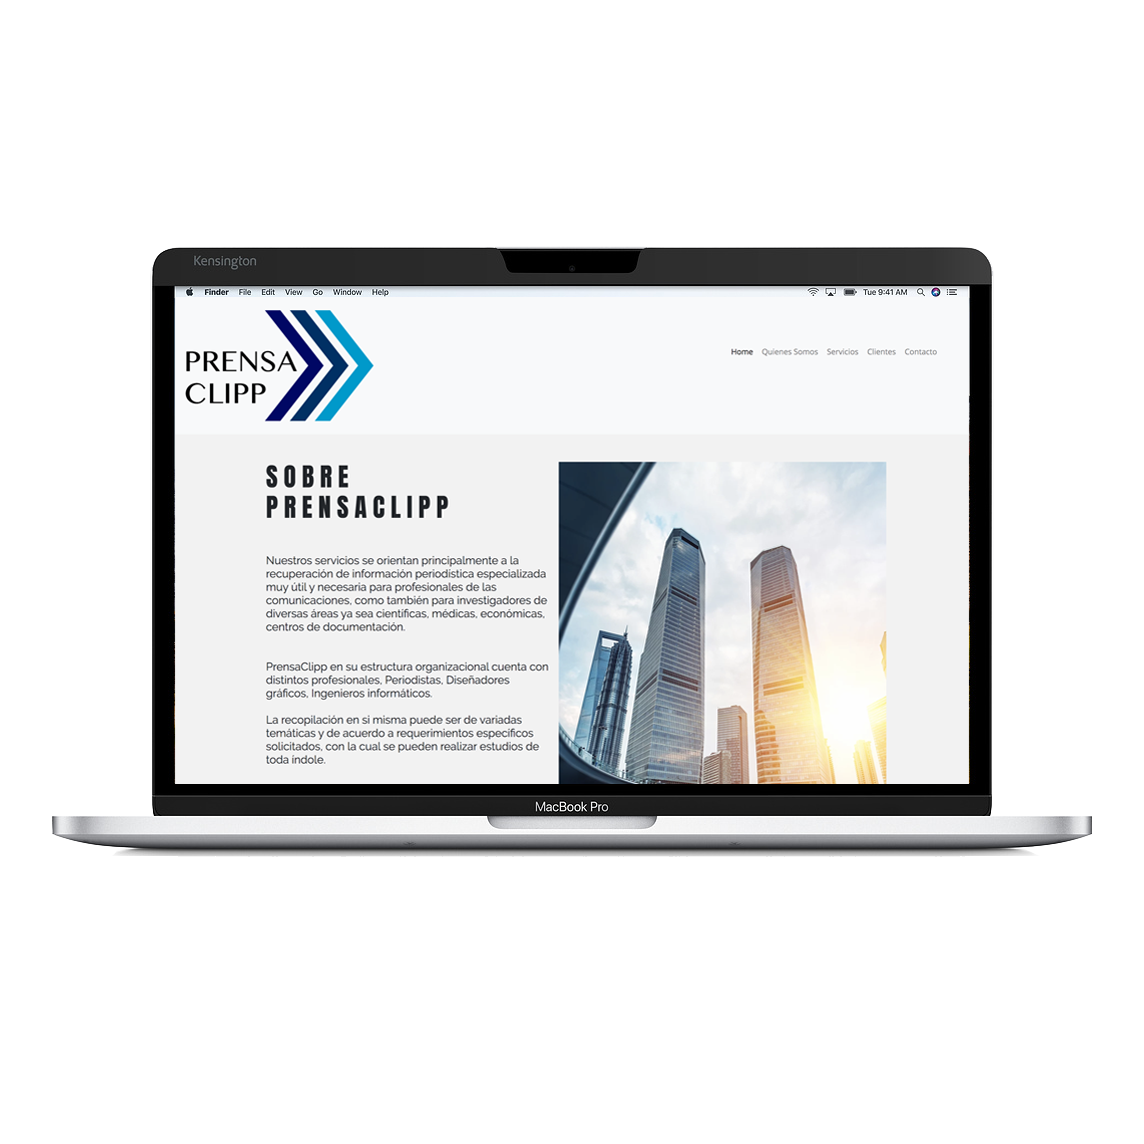 Kensington
Finder File Edit View Go Window Help
Tue 9:41 AM
PRENSA
CLIPP
Home Quienes Somos Servicios Clientes Contacto
SOBRE
PRENSACLIPP
Nuestros servicios se orientan principalmente a la
recuperación de información periodística especializada
muy útil y necesaria para profesionales de las
comunicaciones, como también para investigadores de
diversas áreas ya sea científicas, médicas, económicas,
centros de documentación.
PrensaClipp en su estructura organizacional cuenta con
distintos profesionales, Periodistas, Diseñadores
gráficos, Ingenieros informáticos.
La recopilación en si misma puede ser de variadas
temáticas y de acuerdo a requerimientos específicos
solicitados, con la cual se pueden realizar estudios de
toda índole.
MacBook Pro